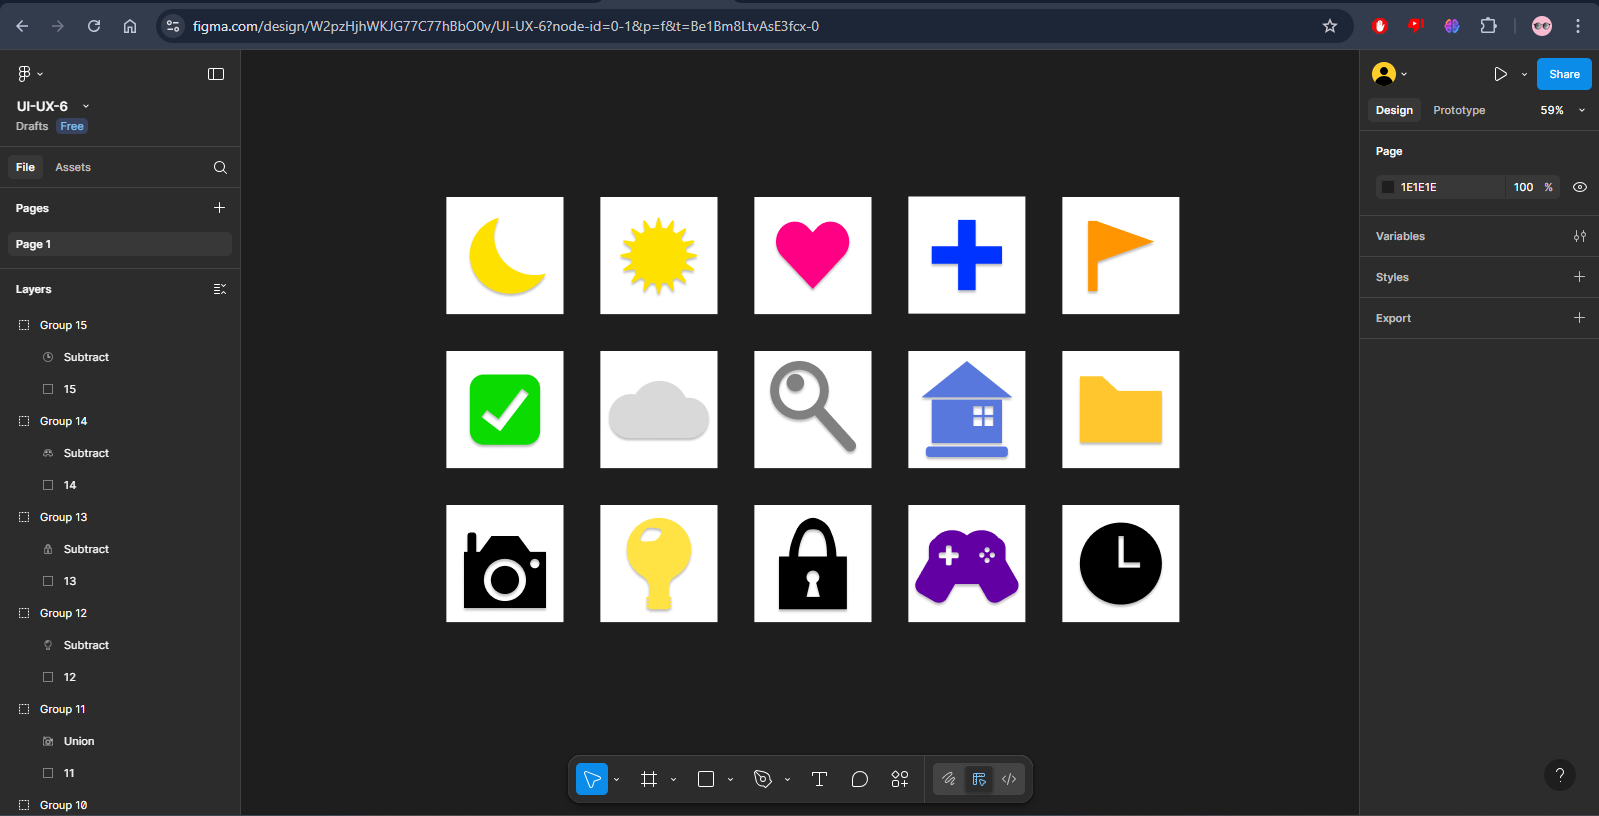 figma.com/design/W2pzHjhWKJG77C77hBbO0v/UI-UX-6?node-id=0-1&p=f&t=Be1Bm8LtvAsE3fcx-0
UI-UX-6
Drafts Free
File Assets
Pages
Page 1
Layers
Group 15
Subtract
15
Group 14
Subtract
14
Group 13
Subtract
13
Group 12
Subtract
12
Group 11
Union
11
Group 10
Share
Design Prototype 59%
Page
1E1E1E 100 %
Variables
Styles
Export
?